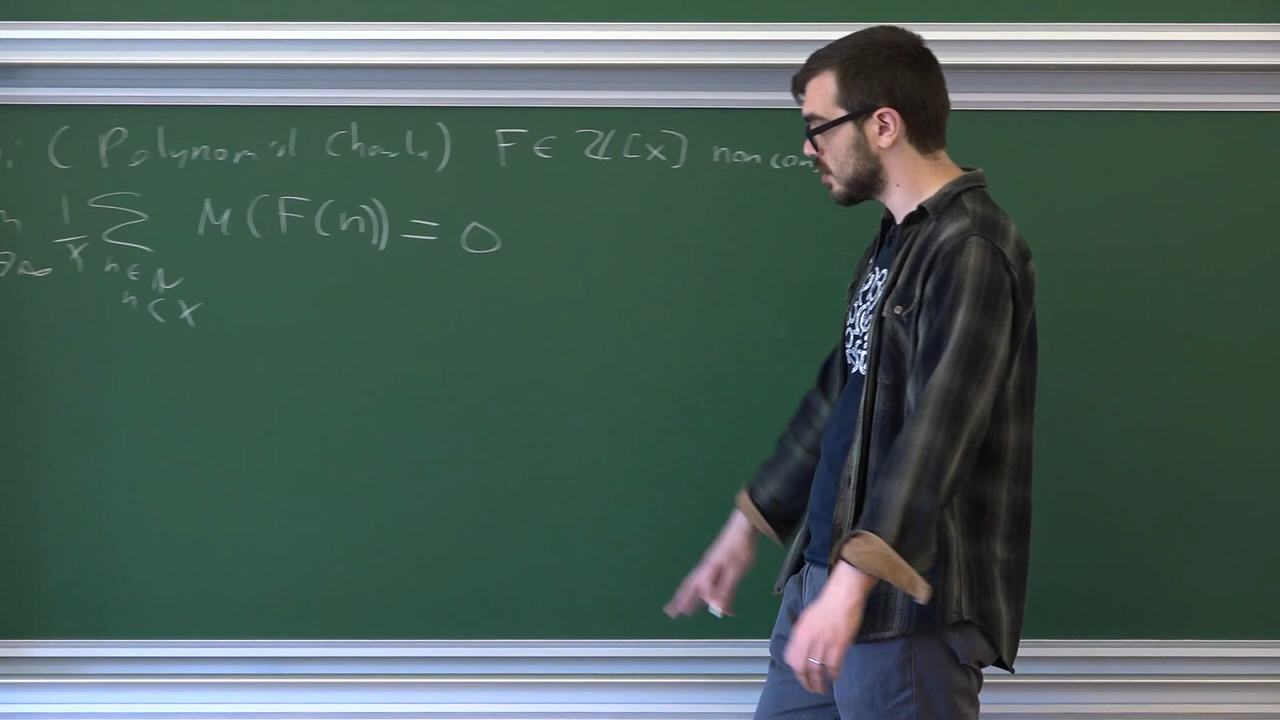 : (Polynomial Chowla) F ∈ ℤ[x] non con
1/x ∑ M(F(n)) = 0
n ∈ N
n < x